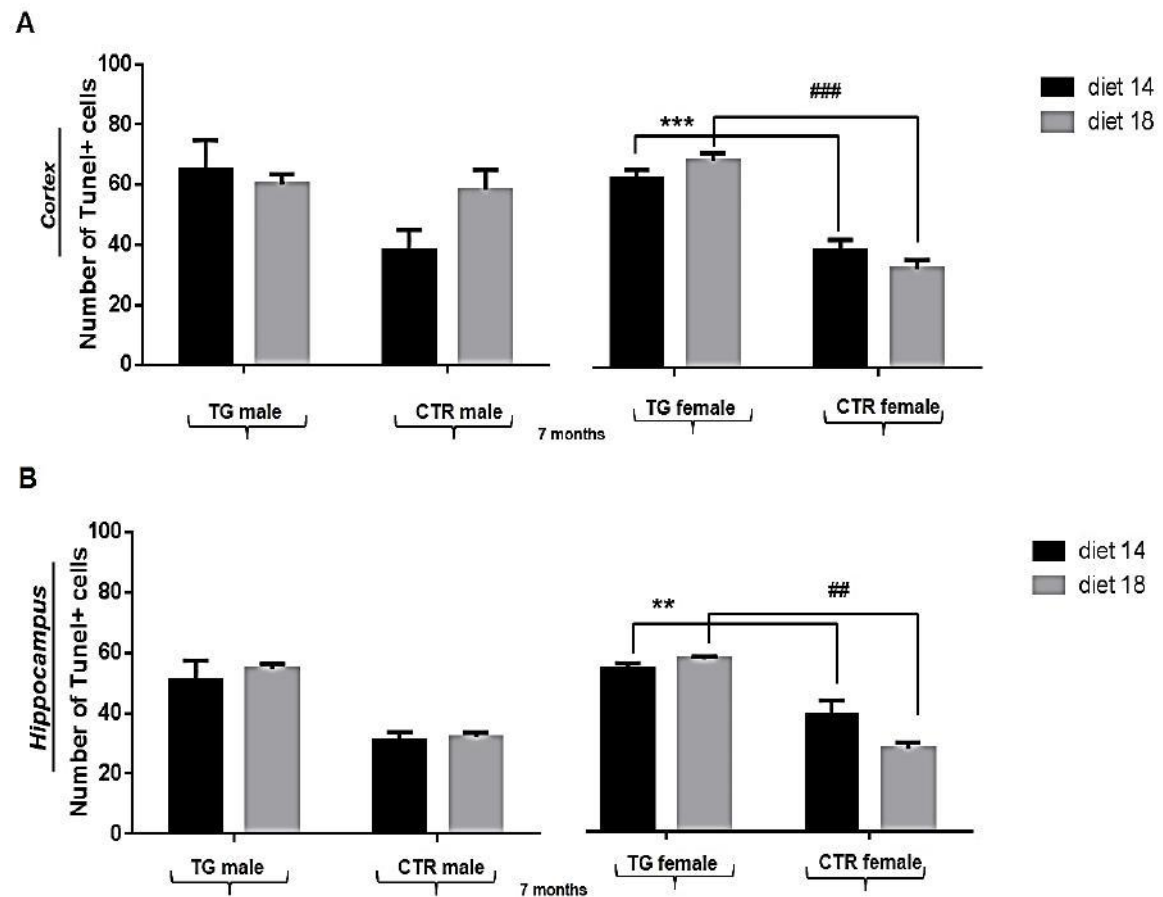 A
Cortex
Number of Tunel+ cells
100
80
60
40
20
0
***
###
diet 14
diet 18
TG male
CTR male
7 months
TG female
CTR female
B
Hippocampus
Number of Tunel+ cells
100
80
60
40
20
0
**
##
diet 14
diet 18
TG male
CTR male
7 months
TG female
CTR female